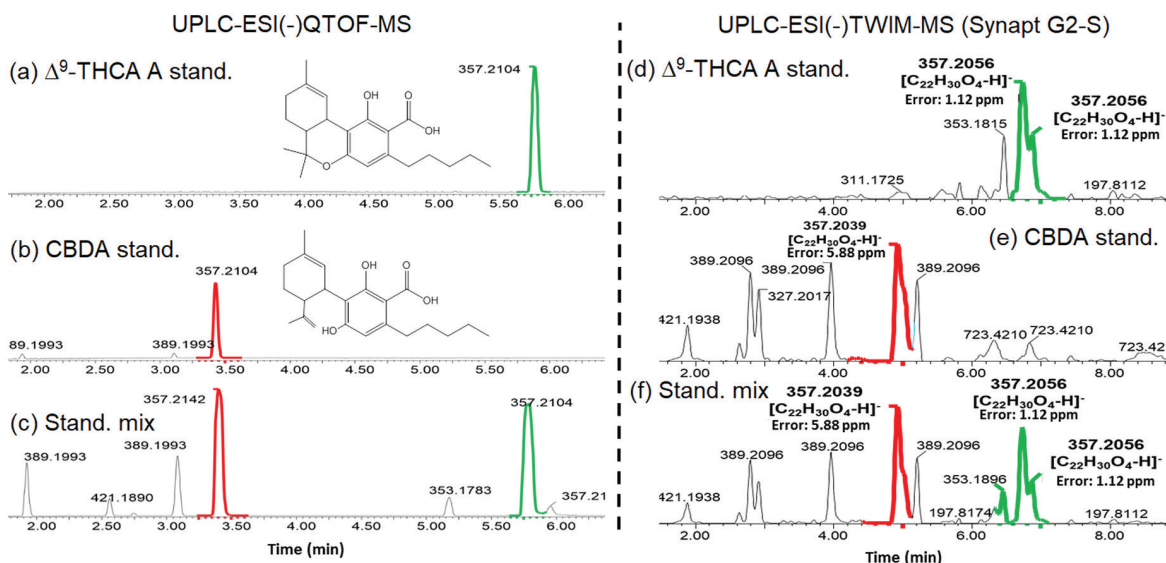 UPLC-ESI(-)QTOF-MS
(a) Δ⁹-THCA A stand.
357.2104
OH
O
OH
O
2.00 2.50 3.00 3.50 4.00 4.50 5.00 5.50 6.00
(b) CBDA stand.
357.2104
OH
O
OH
HO
89.1993
389.1993
2.00 2.50 3.00 3.50 4.00 4.50 5.00 5.50 6.00
(c) Stand. mix
357.2142
357.2104
389.1993
389.1993
421.1890
353.1783
357.21
2.00 2.50 3.00 3.50 4.00 4.50 5.00 5.50 6.00
Time (min)
UPLC-ESI(-)TWIM-MS (Synapt G2-S)
(d) Δ⁹-THCA A stand.
357.2056
[C₂₂H₃₀O₄-H]⁻
Error: 1.12 ppm
357.2056
[C₂₂H₃₀O₄-H]⁻
Error: 1.12 ppm
353.1815
311.1725
197.8112
2.00 4.00 6.00 8.00
(e) CBDA stand.
357.2039
[C₂₂H₃₀O₄-H]⁻
Error: 5.88 ppm
389.2096
389.2096
389.2096
327.2017
421.1938
723.4210
723.4210
723.42
2.00 4.00 6.00 8.00
(f) Stand. mix
357.2039
[C₂₂H₃₀O₄-H]⁻
Error: 5.88 ppm
357.2056
[C₂₂H₃₀O₄-H]⁻
Error: 1.12 ppm
357.2056
[C₂₂H₃₀O₄-H]⁻
Error: 1.12 ppm
389.2096
389.2096
389.2096
353.1896
421.1938
197.8174
197.8112
2.00 4.00 6.00 8.00
Time (min)